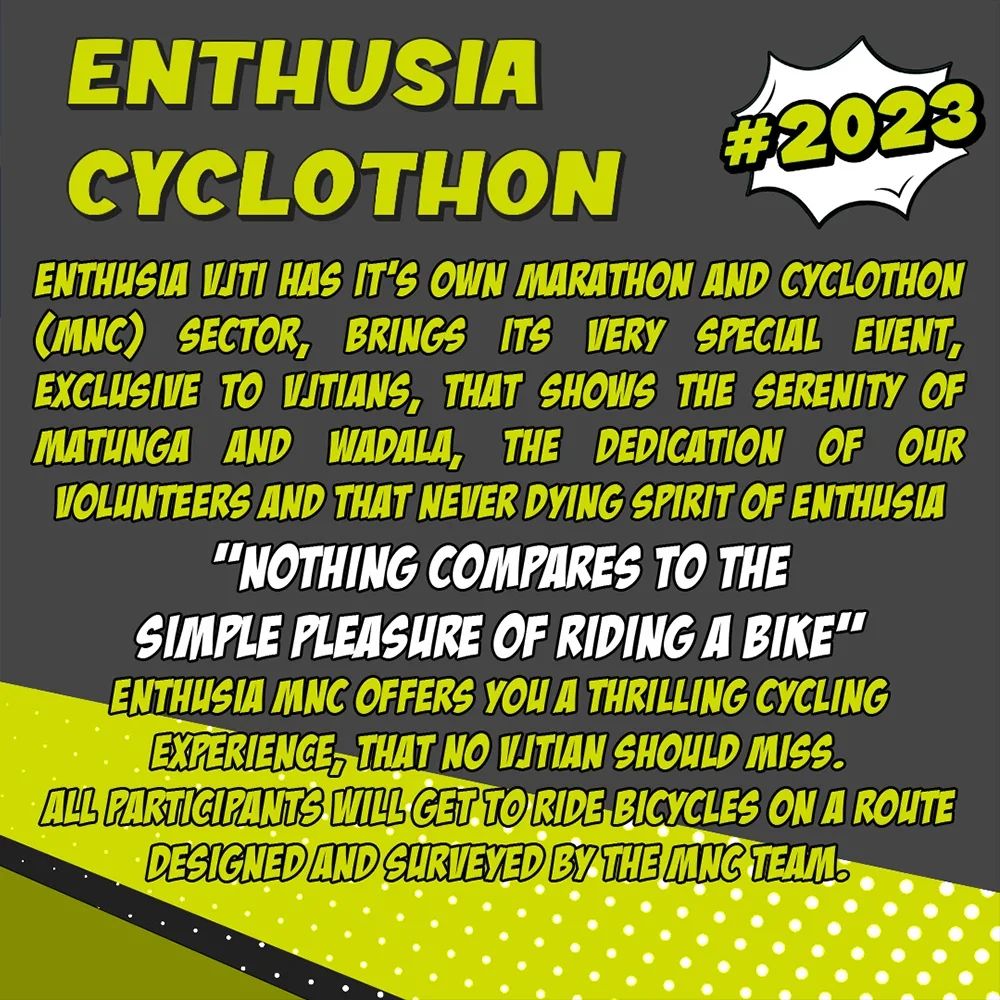 ENTHUSIA
CYCLOTHON
#2023
ENTHUSIA VJTI HAS IT'S OWN MARATHON AND CYCLOTHON
(MNC) SECTOR, BRINGS ITS VERY SPECIAL EVENT,
EXCLUSIVE TO VJTIANS, THAT SHOWS THE SERENITY OF
MATUNGA AND WADALA, THE DEDICATION OF OUR
VOLUNTEERS AND THAT NEVER DYING SPIRIT OF ENTHUSIA
"NOTHING COMPARES TO THE
SIMPLE PLEASURE OF RIDING A BIKE"
ENTHUSIA MNC OFFERS YOU A THRILLING CYCLING
EXPERIENCE, THAT NO VJTIAN SHOULD MISS.
ALL PARTICIPANTS WILL GET TO RIDE BICYCLES ON A ROUTE
DESIGNED AND SURVEYED BY THE MNC TEAM.